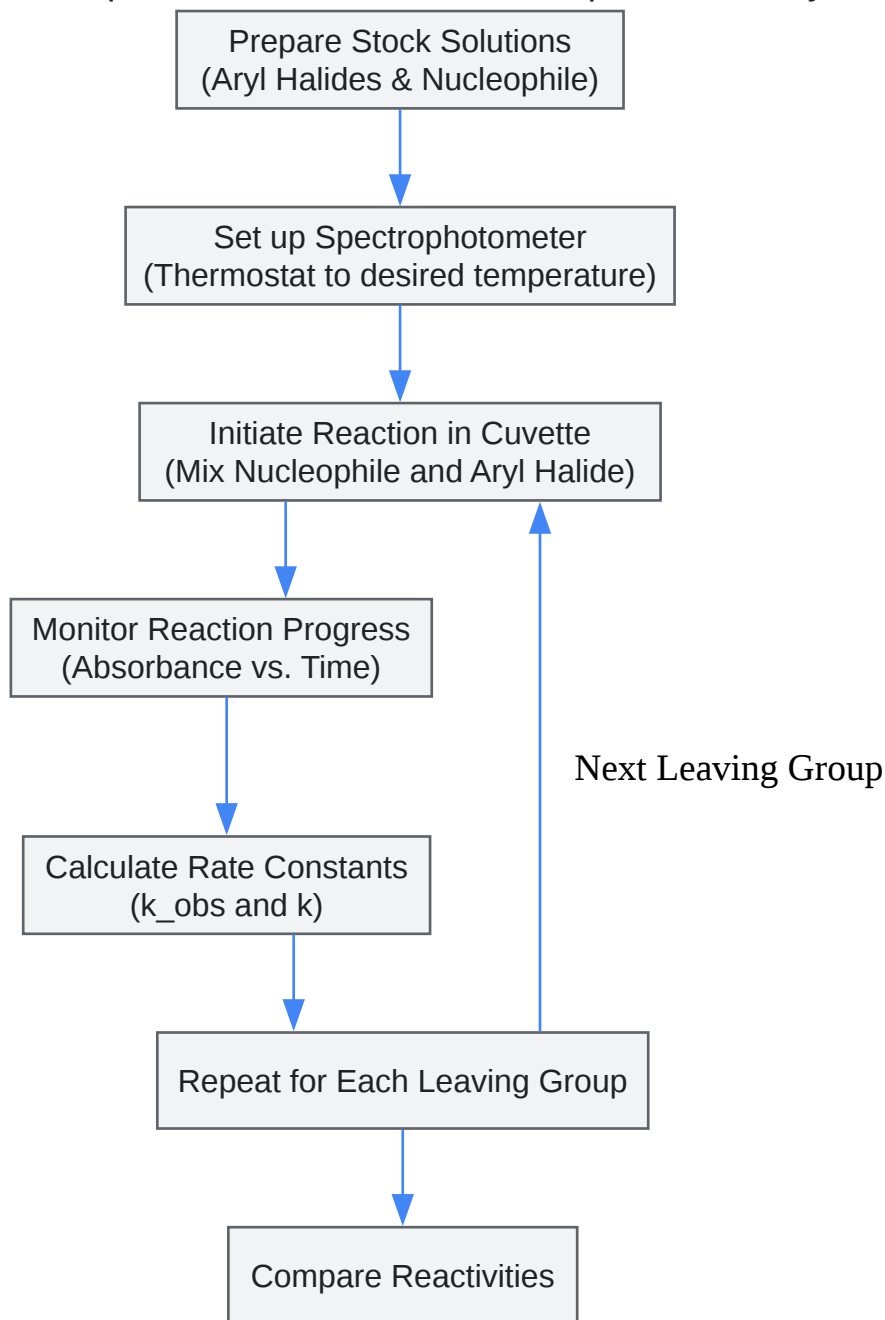 Prepare Stock Solutions
(Aryl Halides & Nucleophile)
Set up Spectrophotometer
(Thermostat to desired temperature)
Initiate Reaction in Cuvette
(Mix Nucleophile and Aryl Halide)
Monitor Reaction Progress
(Absorbance vs. Time)
Next Leaving Group
Calculate Rate Constants
(k_obs and k)
Repeat for Each Leaving Group
Compare Reactivities